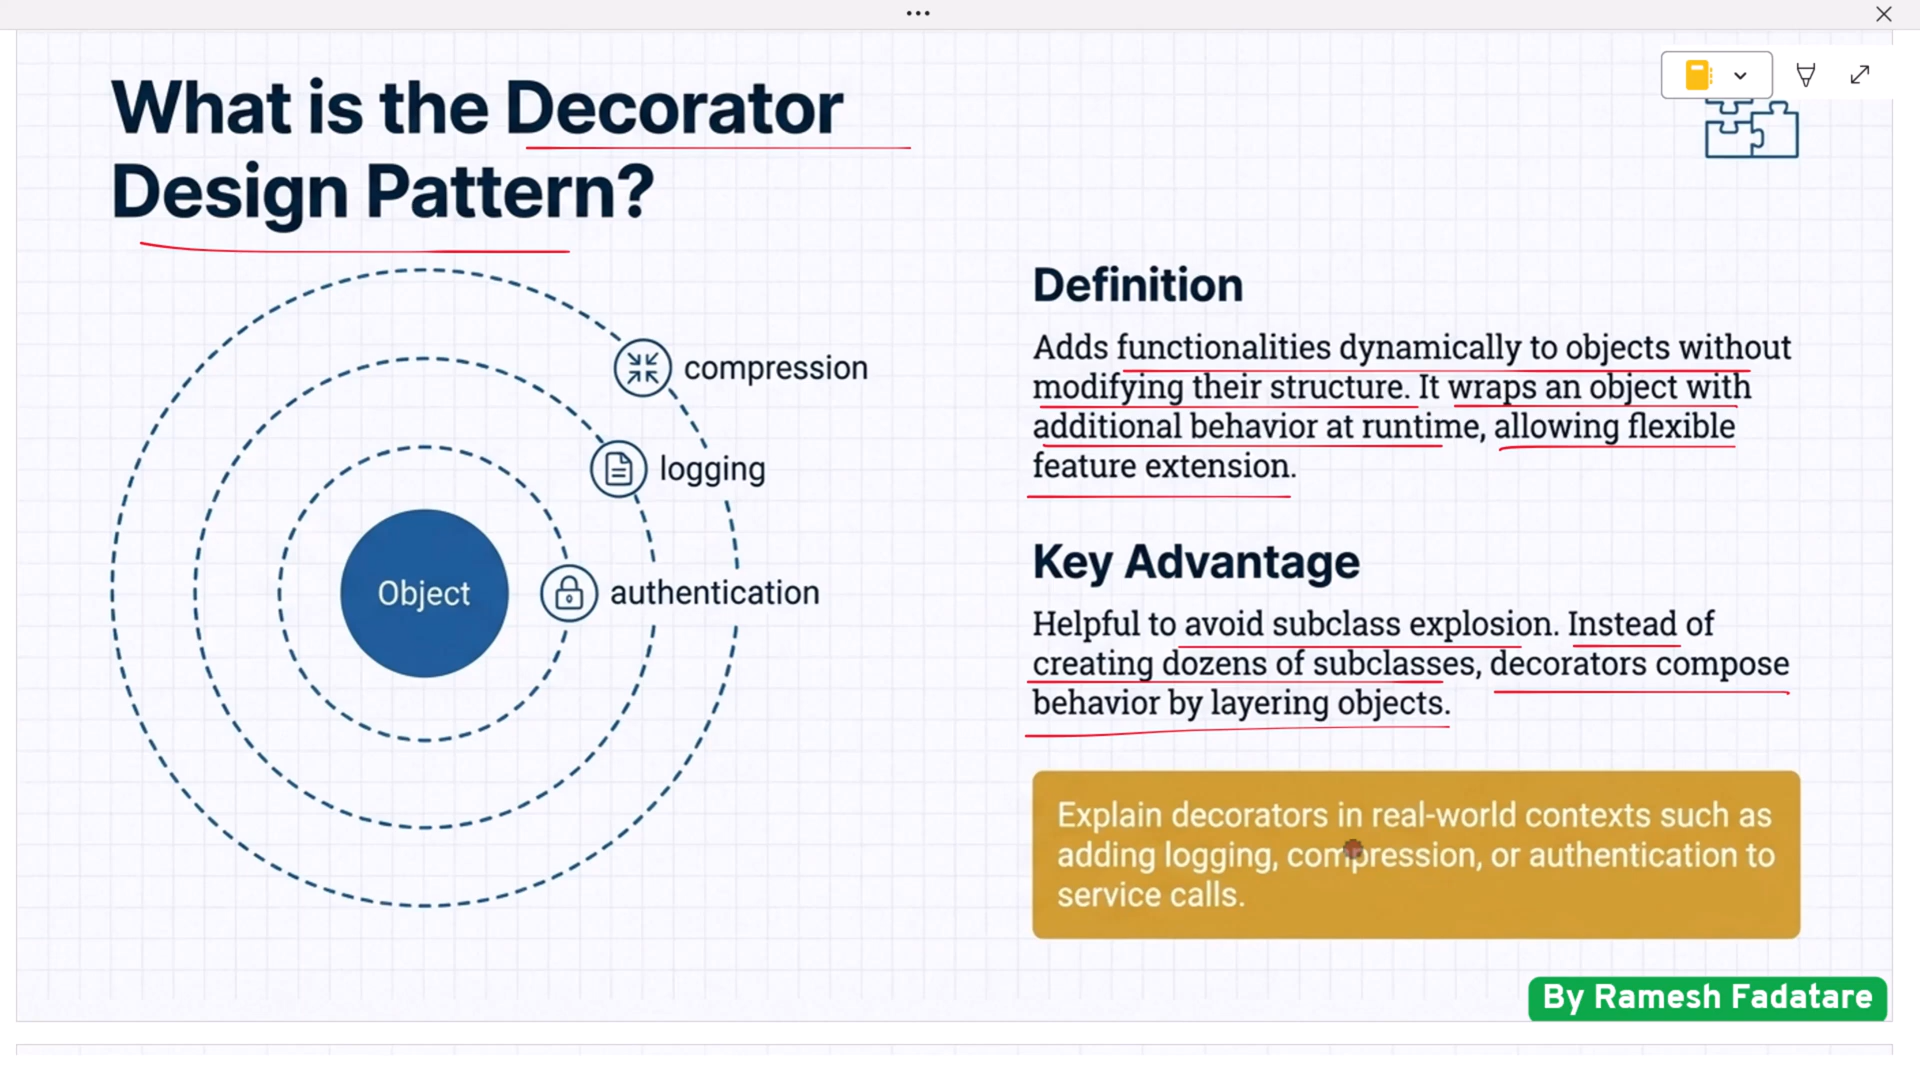 What is the Decorator
Design Pattern?
compression
logging
Object
authentication
Definition
Adds functionalities dynamically to objects without
modifying their structure. It wraps an object with
additional behavior at runtime, allowing flexible
feature extension.
Key Advantage
Helpful to avoid subclass explosion. Instead of
creating dozens of subclasses, decorators compose
behavior by layering objects.
Explain decorators in real-world contexts such as
adding logging, compression, or authentication to
service calls.
By Ramesh Fadatare